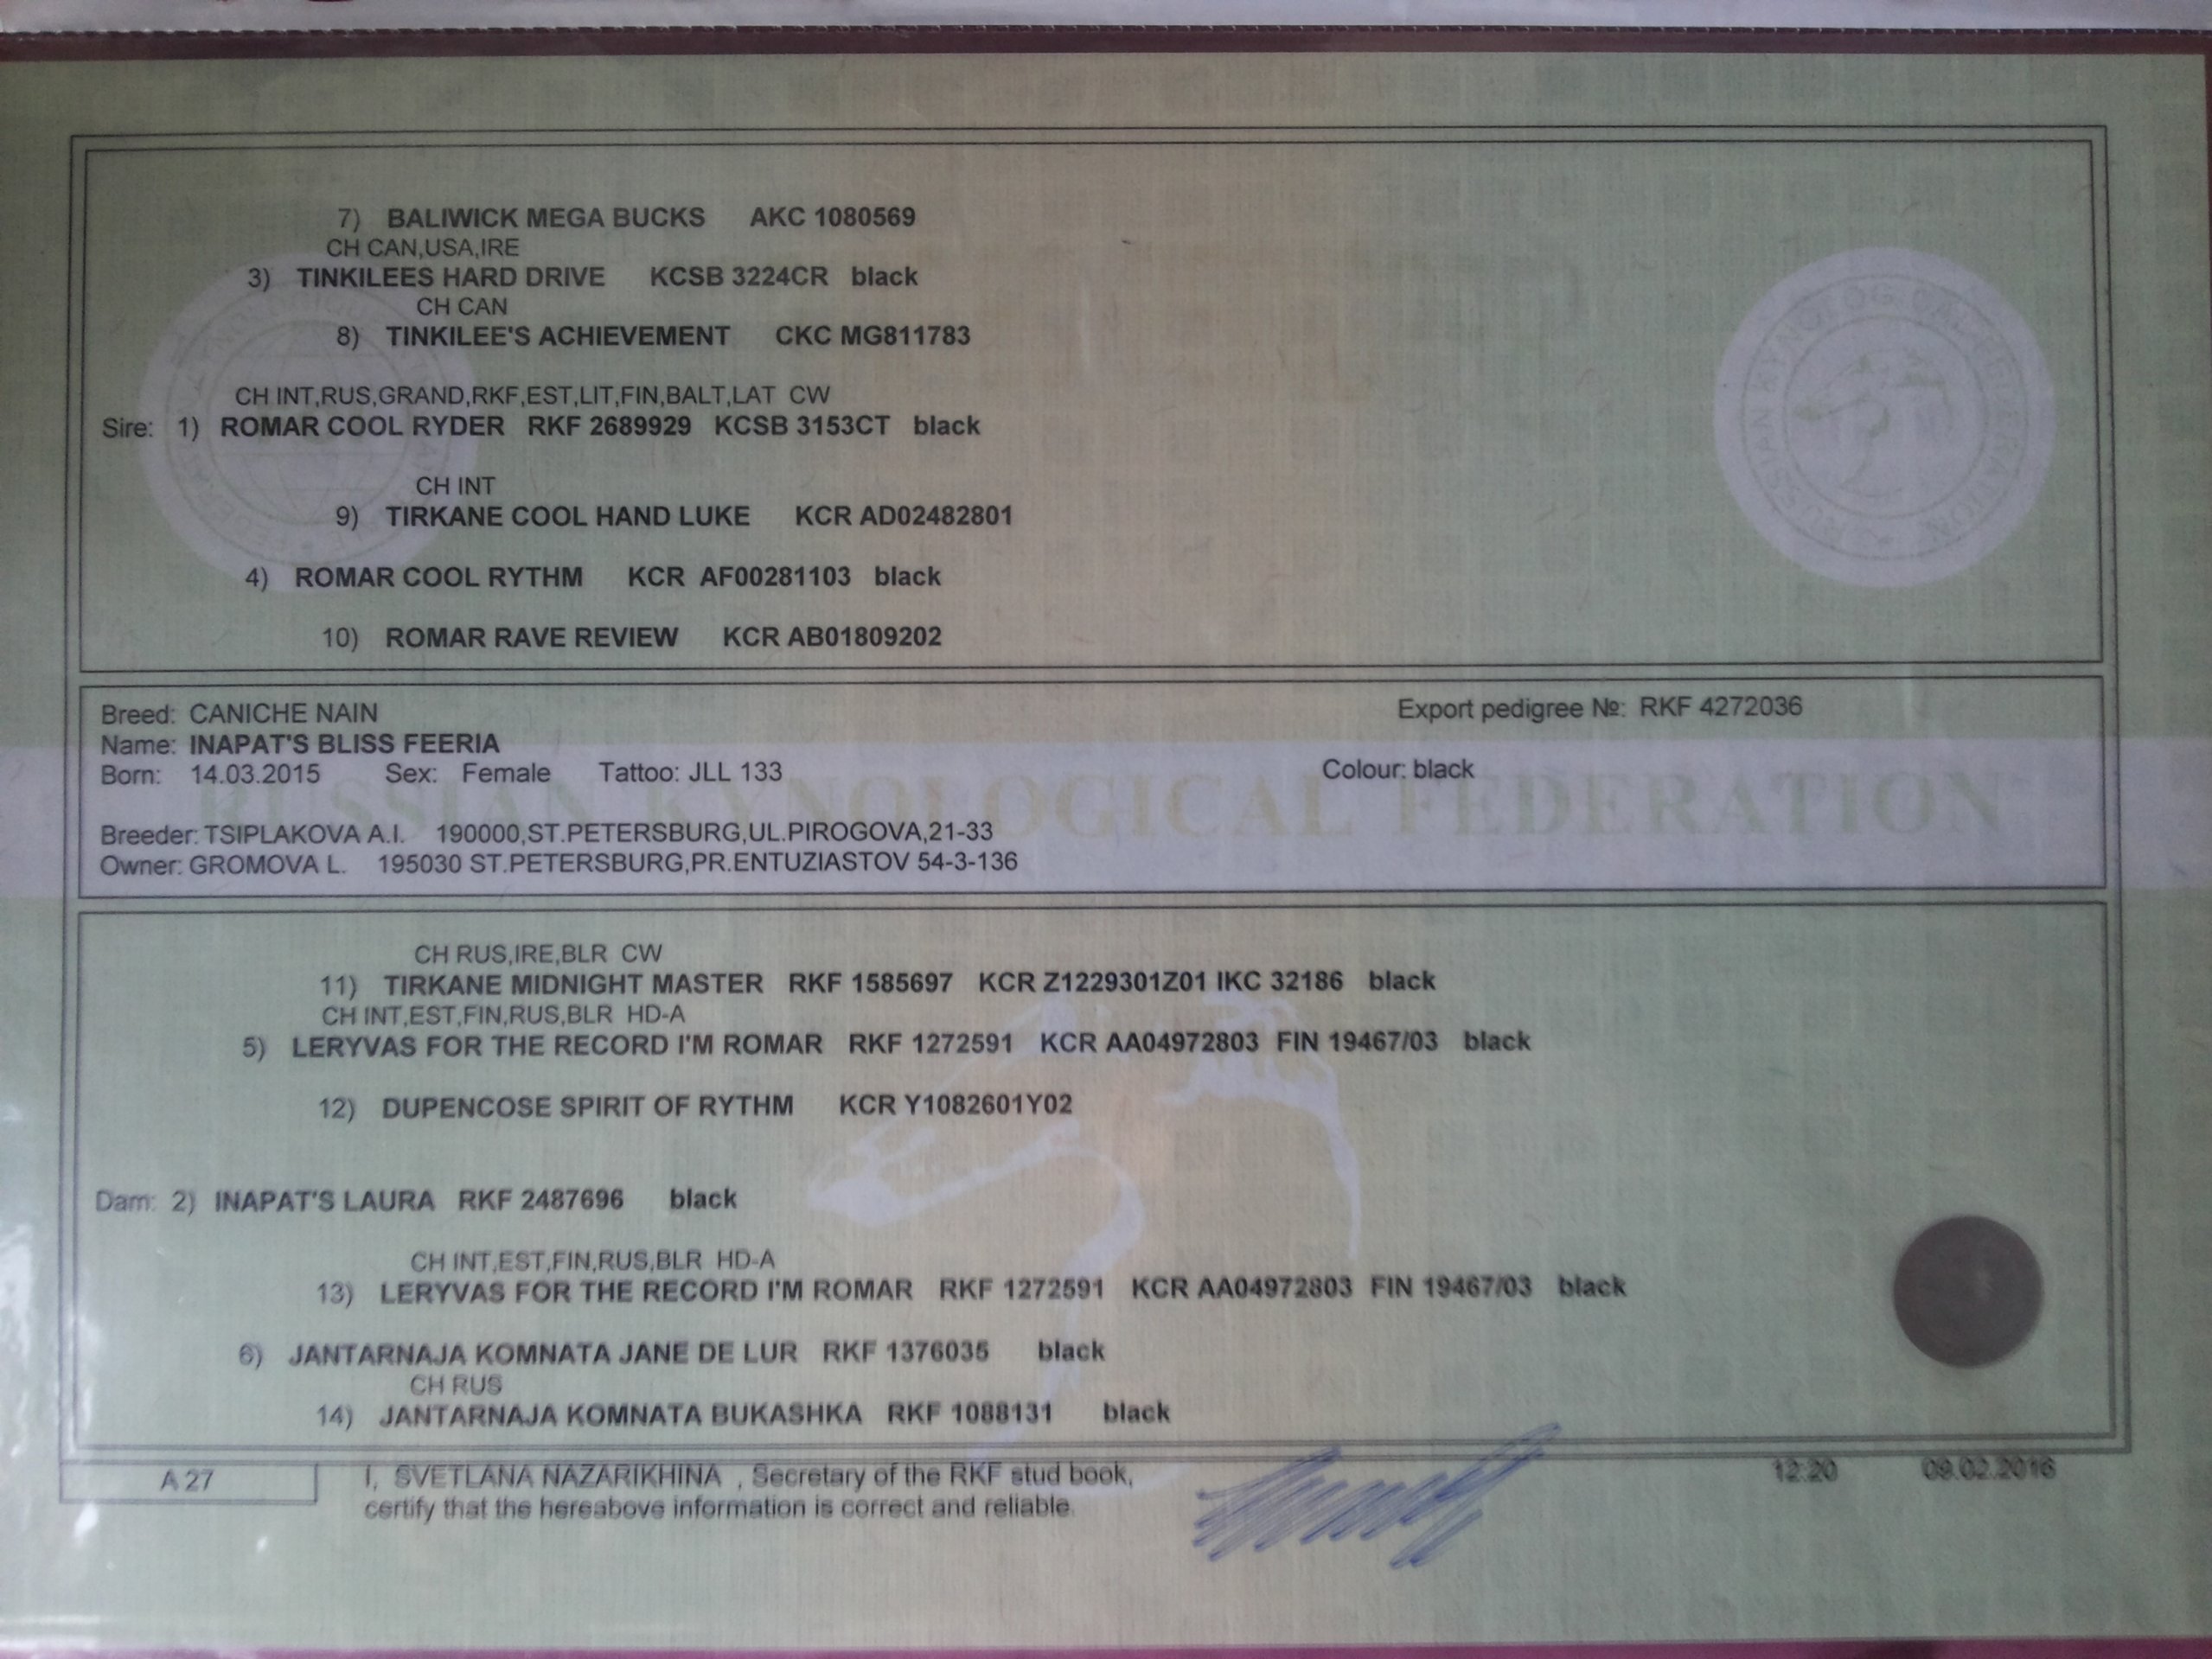 7) BALIWICK MEGA BUCKS AKC 1080569
CH CAN,USA,IRE
3) TINKILEES HARD DRIVE KCSB 3224CR black
CH CAN
8) TINKILEE'S ACHIEVEMENT CKC MG811783
CH INT,RUS,GRAND,RKF,EST,LIT,FIN,BALT,LAT CW
Sire: 1) ROMAR COOL RYDER RKF 2689929 KCSB 3153CT black
CH INT
9) TIRKANE COOL HAND LUKE KCR AD02482801
4) ROMAR COOL RYTHM KCR AF00281103 black
10) ROMAR RAVE REVIEW KCR AB01809202
RUSSIAN KYNOLOGICAL FEDERATION
Breed: CANICHE NAIN Export pedigree №: RKF 4272036
Name: INAPAT'S BLISS FEERIA
Born: 14.03.2015 Sex: Female Tattoo: JLL 133 Colour: black
RUSSIAN KYNOLOGICAL FEDERATION
Breeder: TSIPLAKOVA A.I. 190000,ST.PETERSBURG,UL.PIROGOVA,21-33
Owner: GROMOVA L. 195030 ST.PETERSBURG,PR.ENTUZIASTOV 54-3-136
CH RUS,IRE,BLR CW
11) TIRKANE MIDNIGHT MASTER RKF 1585697 KCR Z1229301Z01 IKC 32186 black
CH INT,EST,FIN,RUS,BLR HD-A
5) LERYVAS FOR THE RECORD I'M ROMAR RKF 1272591 KCR AA04972803 FIN 19467/03 black
12) DUPENCOSE SPIRIT OF RYTHM KCR Y1082601Y02
Dam: 2) INAPAT'S LAURA RKF 2487696 black
CH INT,EST,FIN,RUS,BLR HD-A
13) LERYVAS FOR THE RECORD I'M ROMAR RKF 1272591 KCR AA04972803 FIN 19467/03 black
6) JANTARNAJA KOMNATA JANE DE LUR RKF 1376035 black
CH RUS
14) JANTARNAJA KOMNATA BUKASHKA RKF 1088131 black
A 27 I, SVETLANA NAZARIKHINA , Secretary of the RKF stud book, 12:20 09.02.2016
certify that the hereabove information is correct and reliable.